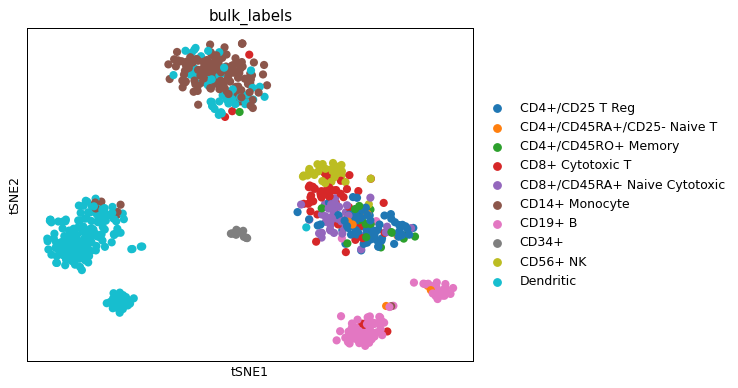 bulk_labels
tSNE2
tSNE1
CD4+/CD25 T Reg
CD4+/CD45RA+/CD25- Naive T
CD4+/CD45RO+ Memory
CD8+ Cytotoxic T
CD8+/CD45RA+ Naive Cytotoxic
CD14+ Monocyte
CD19+ B
CD34+
CD56+ NK
Dendritic